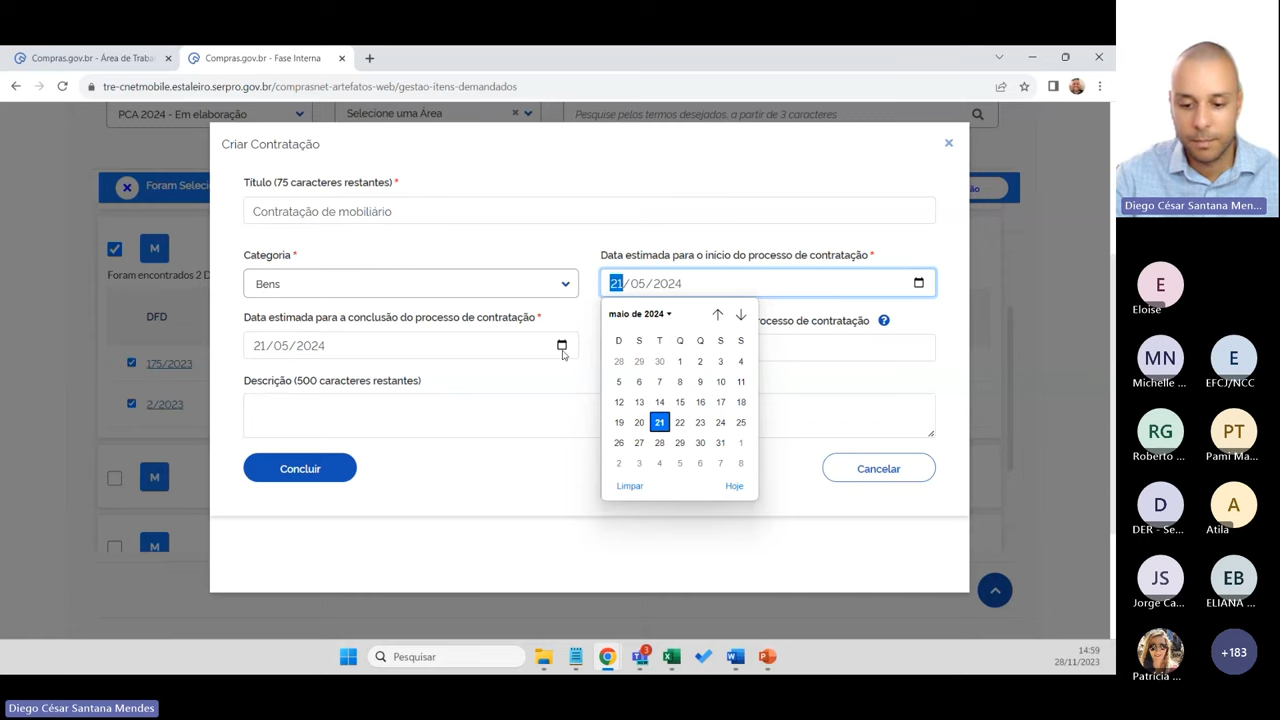 Compras.gov.br - Área de Trabal
Compras.gov.br - Fase Interna
tre-cnetmobile.estaleiro.serpro.gov.br/comprasnet-artefatos-web/gestao-itens-demandados
PCA 2024 - Em elaboração
Selecione uma Área
Pesquise pelos termos desejados, a partir de 3 caracteres
Foram Seleci
ão
M
Foram encontrados 2 D
DFD
175/2023
2/2023
M
M
Criar Contratação
Título (75 caracteres restantes) *
Contratação de mobiliário
Categoria *
Data estimada para o início do processo de contratação *
Bens
21/05/2024
Data estimada para a conclusão do processo de contratação *
rocesso de contratação
21/05/2024
Descrição (500 caracteres restantes)
maio de 2024
D S T Q Q S S
28 29 30 1 2 3 4
5 6 7 8 9 10 11
12 13 14 15 16 17 18
19 20 21 22 23 24 25
26 27 28 29 30 31 1
2 3 4 5 6 7 8
Limpar Hoje
Concluir
Cancelar
Pesquisar
3
14:59
28/11/2023
Diego César Santana Men...
E
Eloise
MN
Michelle ...
E
EFCJ/NCC
RG
Roberto ...
PT
Pami Ma...
D
DER - Se...
A
Atila
JS
Jorge Ca...
EB
ELIANA ...
Patrícia ...
+183
Diego César Santana Mendes